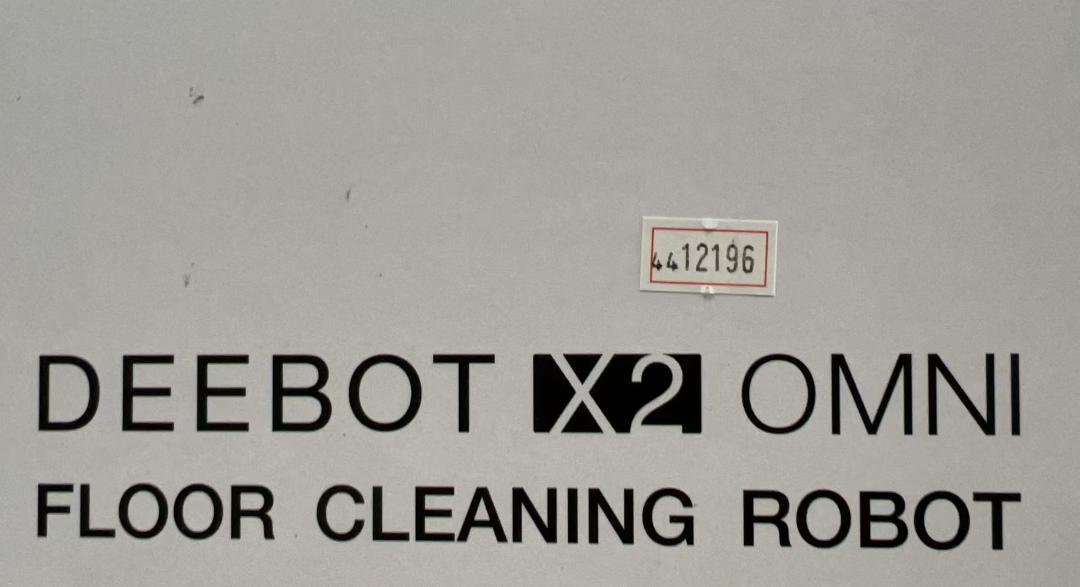 4412196
DEEBOT X2 OMNI
FLOOR CLEANING ROBOT